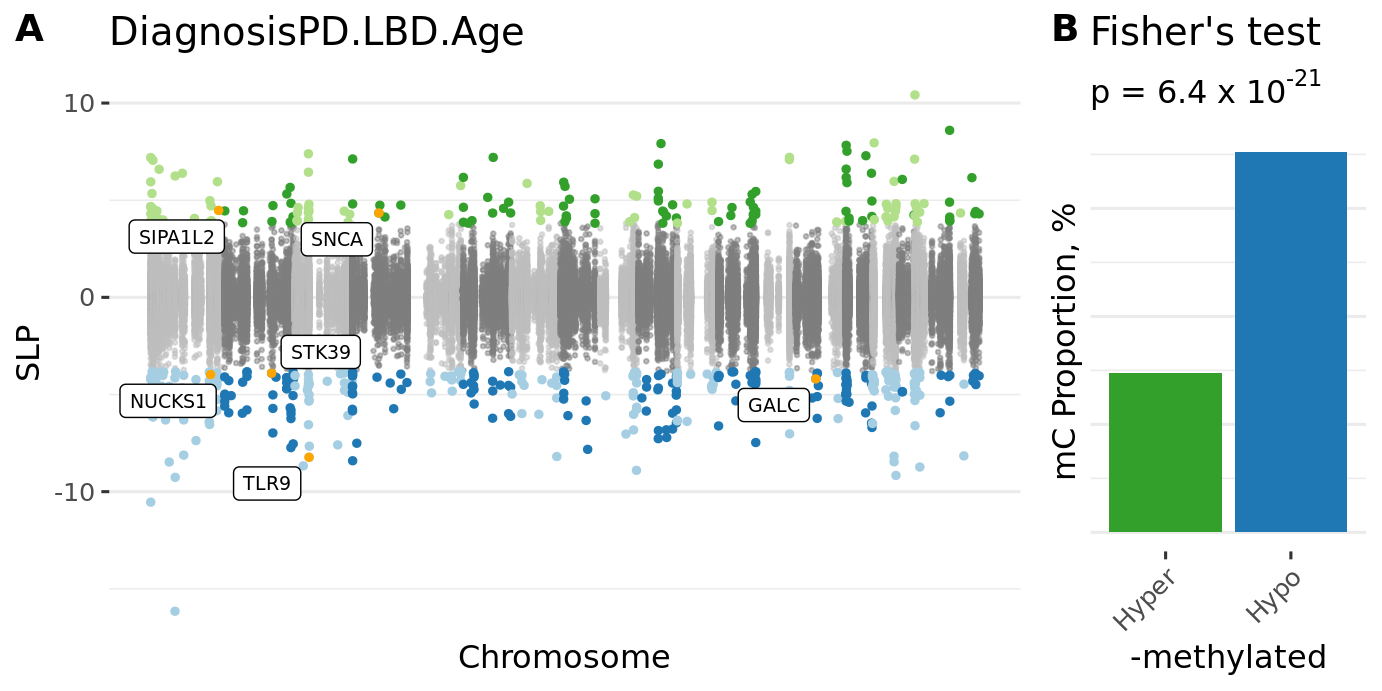 A DiagnosisPD.LBD.Age
SLP
10
0
-10
SIPA1L2
SNCA
STK39
NUCKS1
GALC
TLR9
Chromosome
B Fisher's test
p = 6.4 x 10^-21
mC Proportion, %
Hyper
Hypo
-methylated